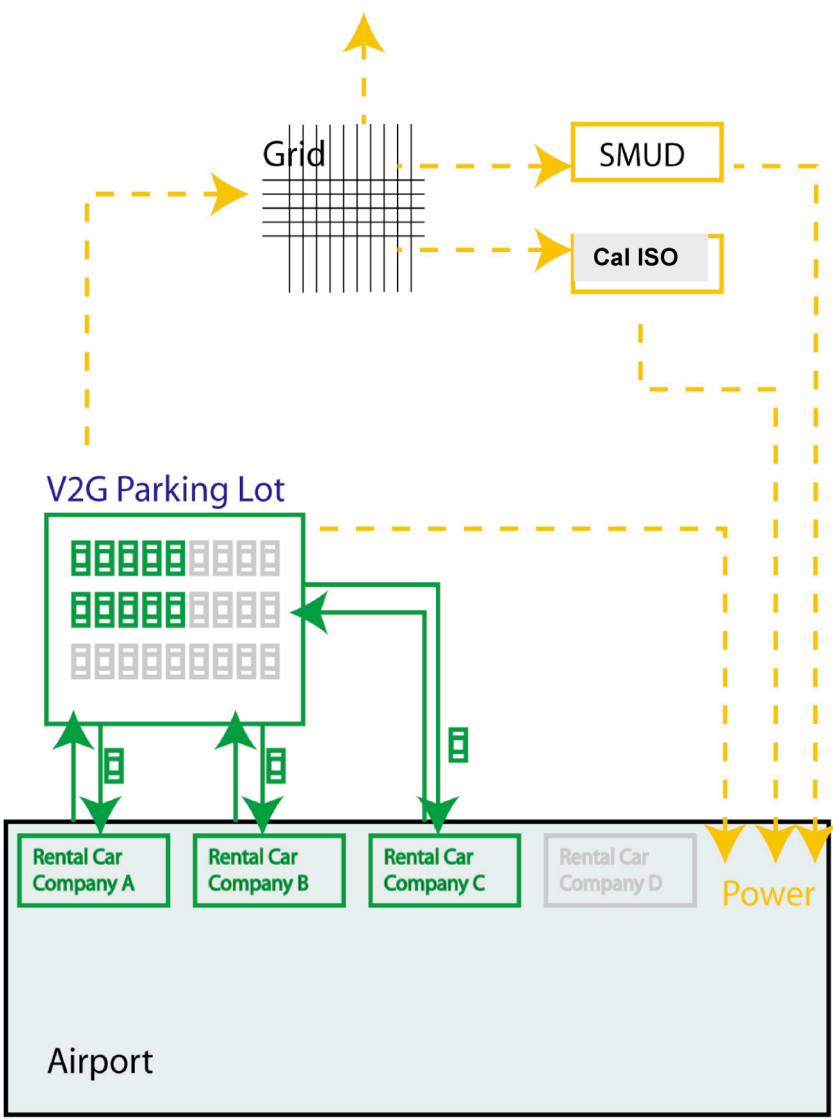 Grid
SMUD
Cal ISO
V2G Parking Lot
Rental Car
Company A
Rental Car
Company B
Rental Car
Company C
Rental Car
Company D
Power
Airport